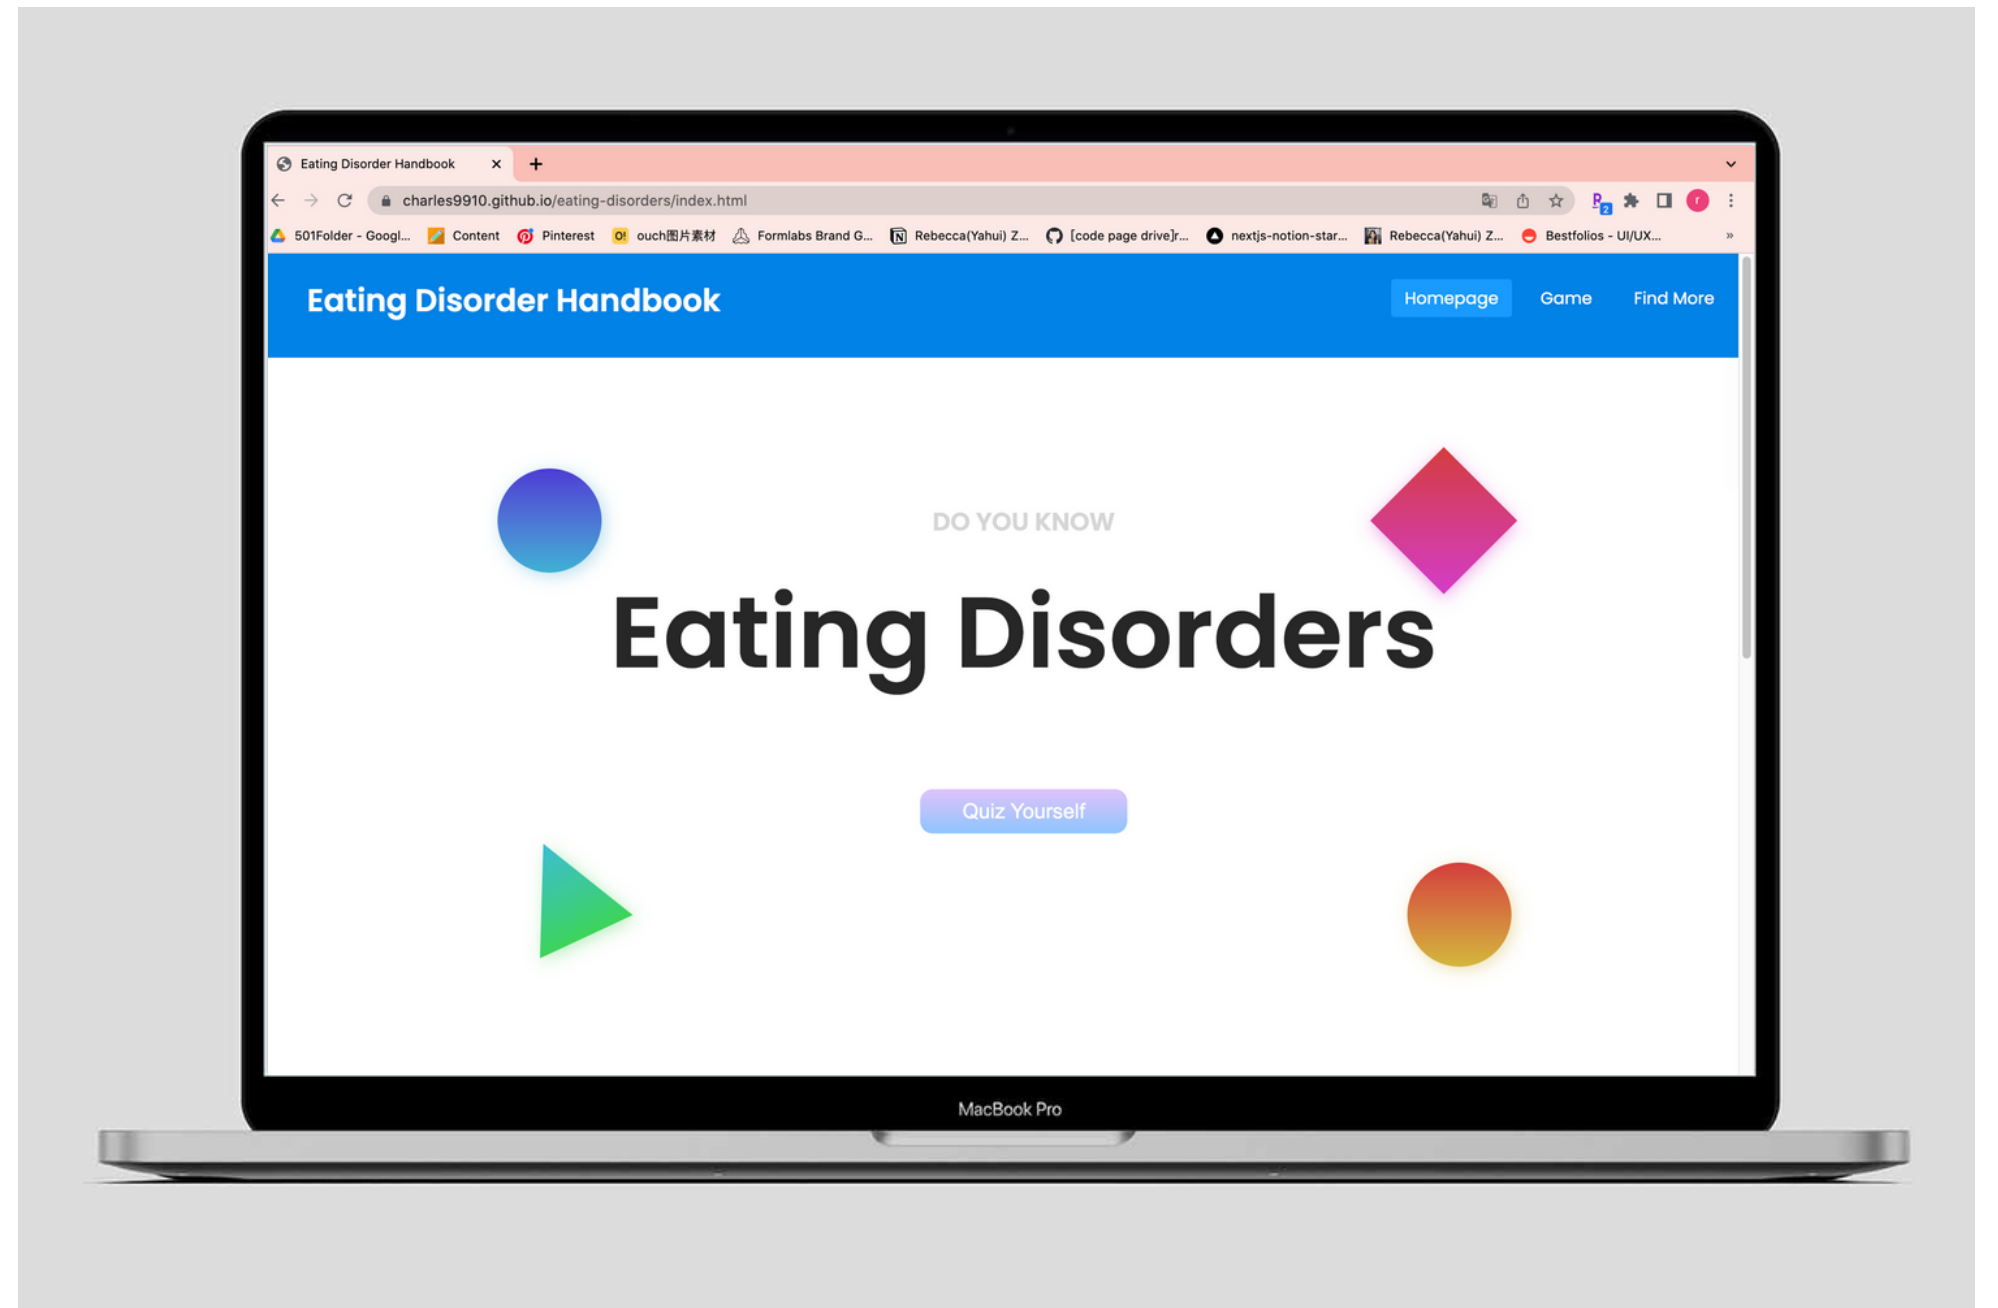 Eating Disorder Handbook
charles9910.github.io/eating-disorders/index.html
2
r
501Folder - Googl... Content Pinterest O! ouch图片素材 Formlabs Brand G... Rebecca(Yahui) Z... [code page drive]r... nextjs-notion-star... Rebecca(Yahui) Z... Bestfolios - UI/UX... »
Eating Disorder Handbook Homepage Game Find More
DO YOU KNOW
Eating Disorders
Quiz Yourself
MacBook Pro